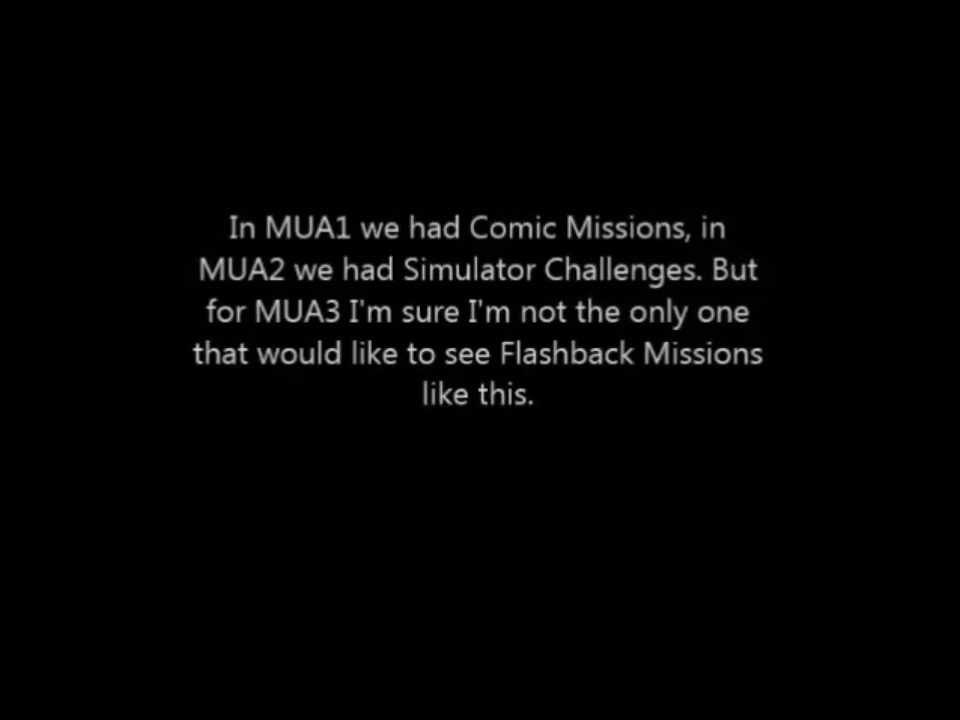 In MUA1 we had Comic Missions, in
MUA2 we had Simulator Challenges. But
for MUA3 I'm sure I'm not the only one
that would like to see Flashback Missions
like this.